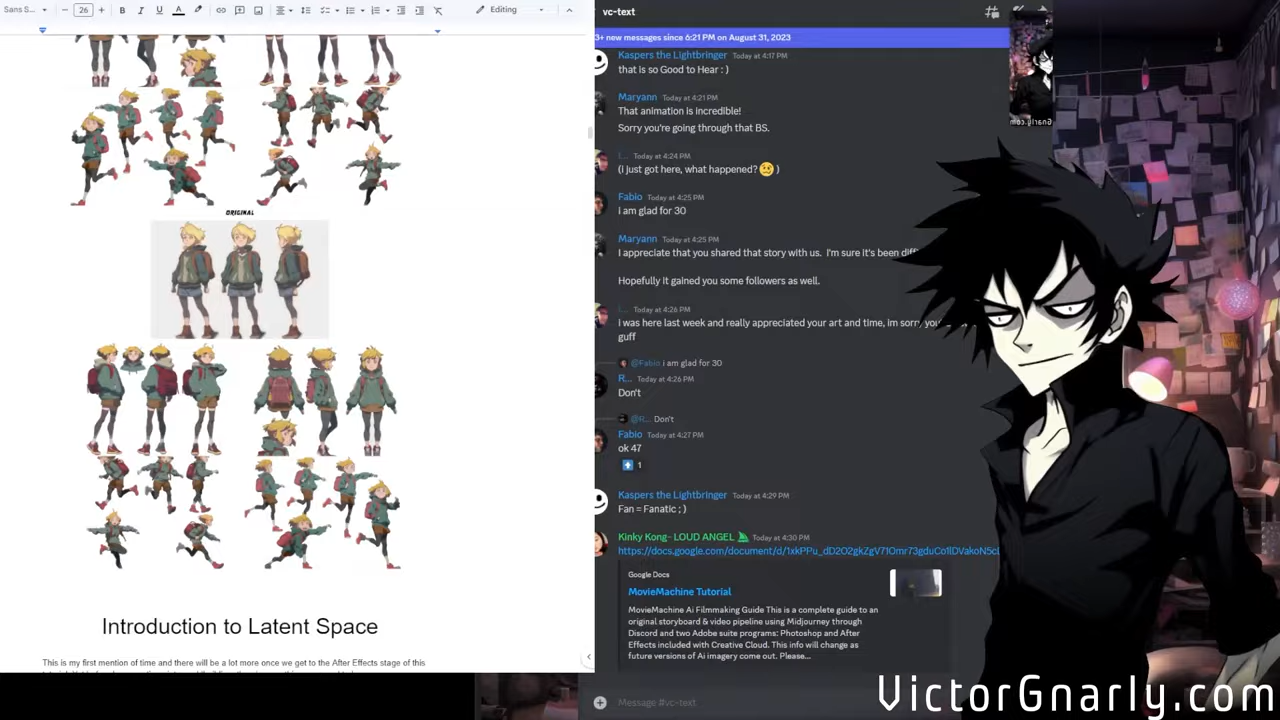 Sans S...
26
B I U A
Editing
ORIGINAL
Introduction to Latent Space
This is my first mention of time and there will be a lot more once we get to the After Effects stage of this
vc-text
3+ new messages since 6:21 PM on August 31, 2023
Kaspers the Lightbringer Today at 4:17 PM
that is so Good to Hear : )
Maryann Today at 4:21 PM
That animation is incredible!
Sorry you're going through that BS.
I... Today at 4:24 PM
(i just got here, what happened? )
Fabio Today at 4:25 PM
i am glad for 30
Maryann Today at 4:25 PM
I appreciate that you shared that story with us. I'm sure it's been
Hopefully it gained you some followers as well.
I... Today at 4:26 PM
i was here last week and really appreciated your art and time, im sorry
guff
@Fabio i am glad for 30
R... Today at 4:26 PM
Don't
@R... Don't
Fabio Today at 4:27 PM
ok 47
1
Kaspers the Lightbringer Today at 4:29 PM
Fan = Fanatic ; )
Kinky Kong- LOUD ANGEL Today at 4:30 PM
Google Docs
MovieMachine Tutorial
MovieMachine Ai Filmmaking Guide This is a complete guide to an
original storyboard & video pipeline using Midjourney through
Discord and two Adobe suite programs: Photoshop and After
Effects included with Creative Cloud. This info will change as
future versions of Ai imagery come out. Please...
Message #vc-text
VictorGnarly.com